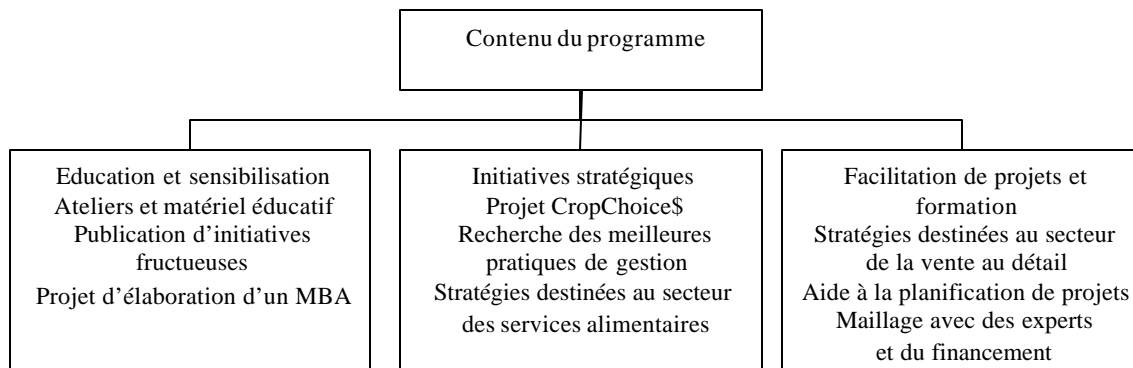 Contenu du programme
Education et sensibilisation
Ateliers et matériel éducatif
Publication d’initiatives
fructueuses
Projet d’élaboration d’un MBA
Initiatives stratégiques
Projet CropChoice$
Recherche des meilleures
pratiques de gestion
Stratégies destinées au secteur
des services alimentaires
Facilitation de projets et
formation
Stratégies destinées au secteur
de la vente au détail
Aide à la planification de projets
Maillage avec des experts
et du financement